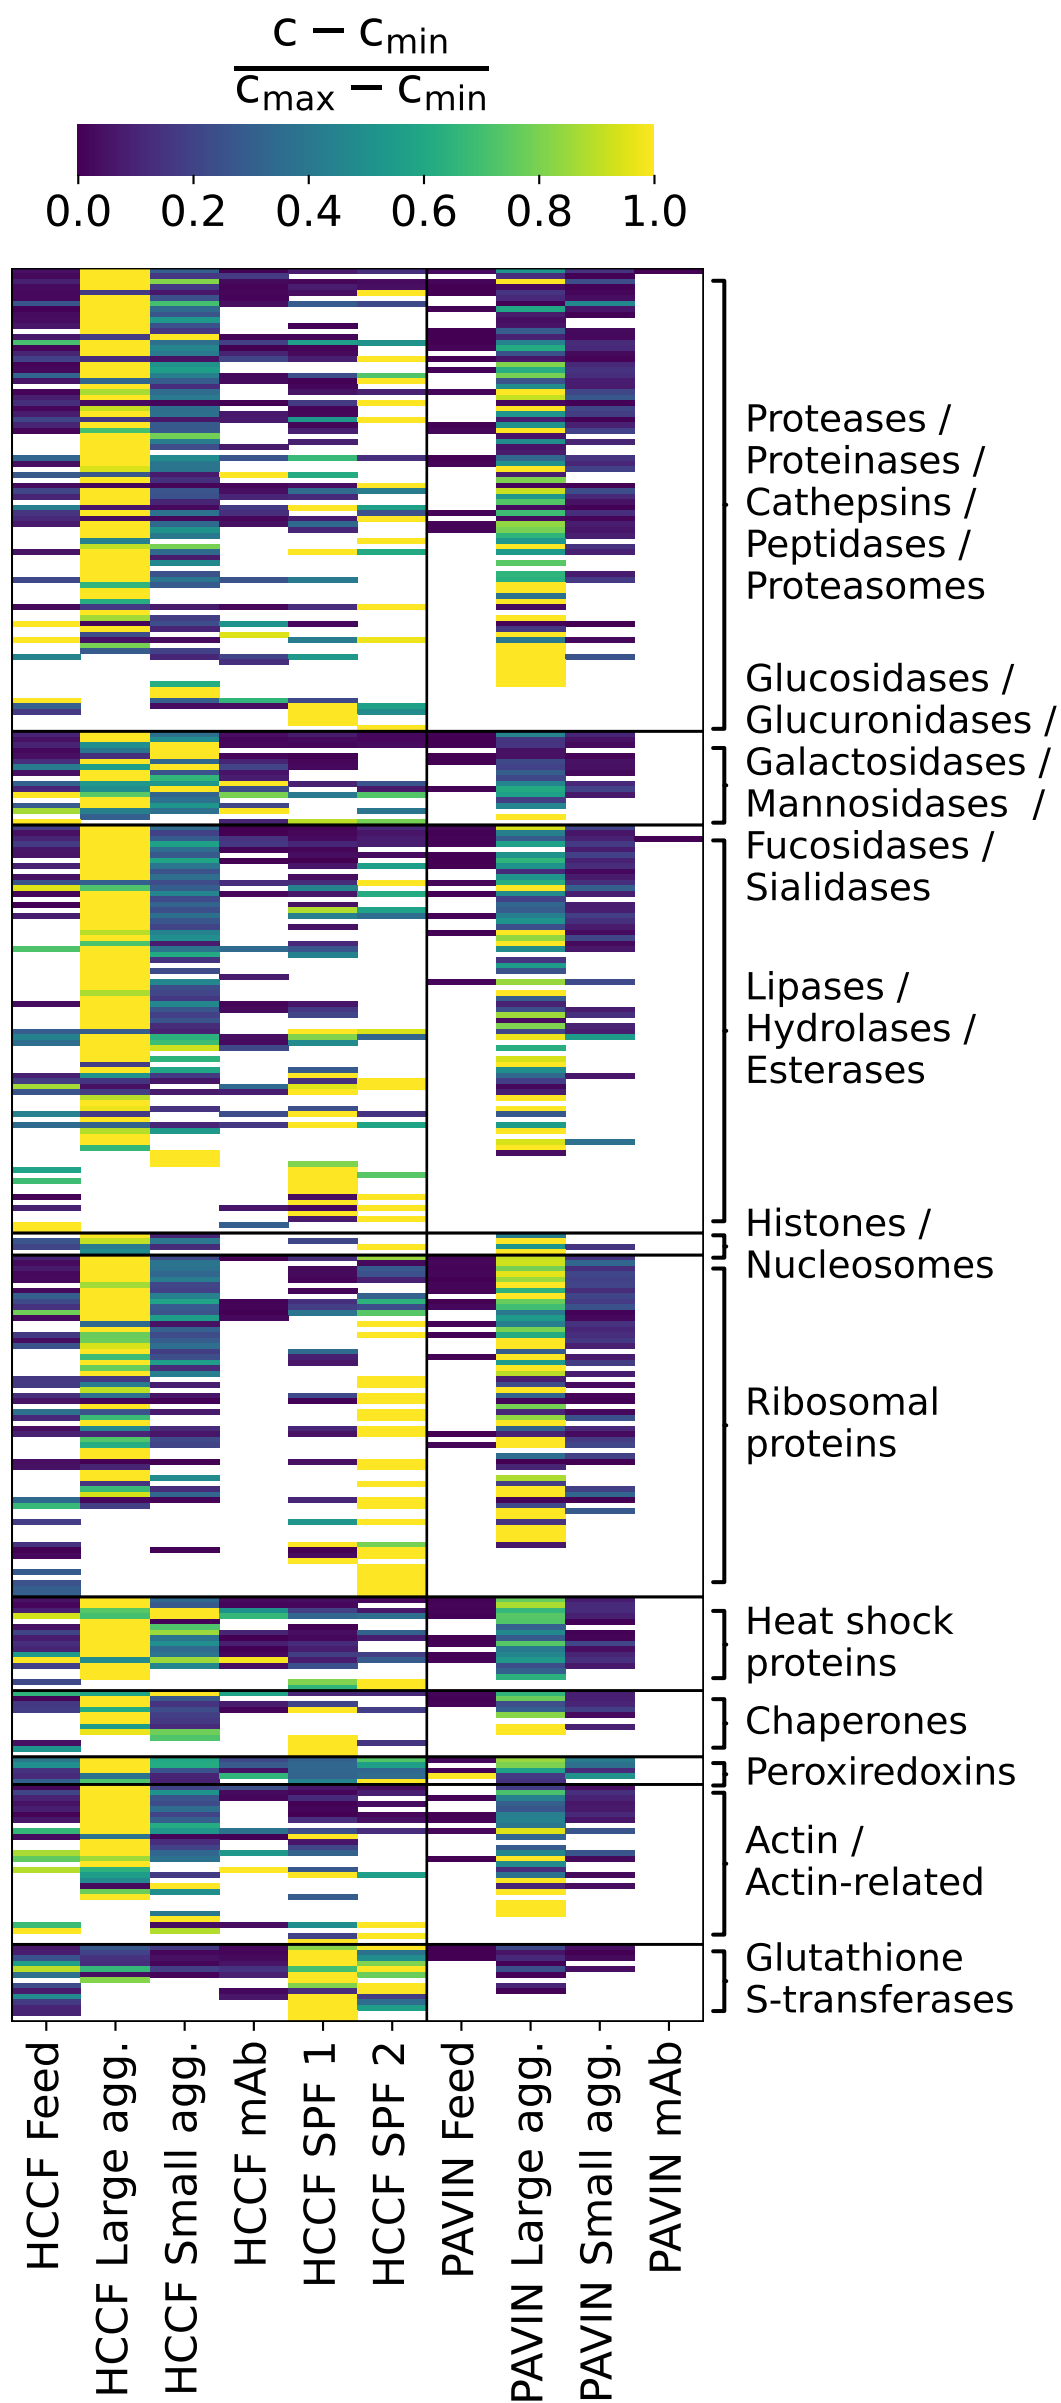 c − cmin
cmax − cmin
0.0 0.2 0.4 0.6 0.8 1.0
Proteases /
Proteinases /
Cathepsins /
Peptidases /
Proteasomes
Glucosidases /
Glucuronidases /
Galactosidases /
Mannosidases /
Fucosidases /
Sialidases
Lipases /
Hydrolases /
Esterases
Histones /
Nucleosomes
Ribosomal
proteins
Heat shock
proteins
Chaperones
Peroxiredoxins
Actin /
Actin-related
Glutathione
S-transferases
HCCF Feed
HCCF Large agg.
HCCF Small agg.
HCCF mAb
HCCF SPF 1
HCCF SPF 2
PAVIN Feed
PAVIN Large agg.
PAVIN Small agg.
PAVIN mAb